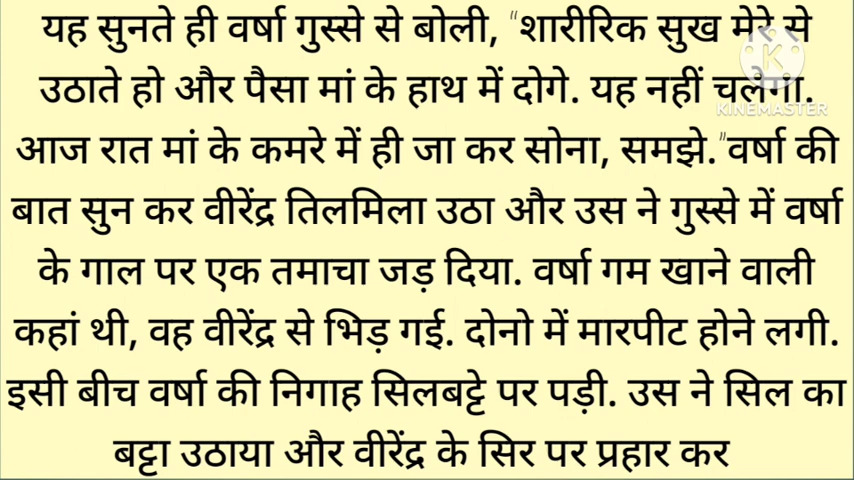 यह सुनते ही वर्षा गुस्से से बोली, "शारीरिक सुख मेरे से
उठाते हो और पैसा मां के हाथ में दोगे. यह नहीं चलेगा.
KINEMASTER
आज रात मां के कमरे में ही जा कर सोना, समझे."वर्षा की
बात सुन कर वीरेंद्र तिलमिला उठा और उस ने गुस्से में वर्षा
के गाल पर एक तमाचा जड़ दिया. वर्षा गम खाने वाली
कहां थी, वह वीरेंद्र से भिड़ गई. दोनो में मारपीट होने लगी.
इसी बीच वर्षा की निगाह सिलबट्टे पर पड़ी. उस ने सिल का
बट्टा उठाया और वीरेंद्र के सिर पर प्रहार कर